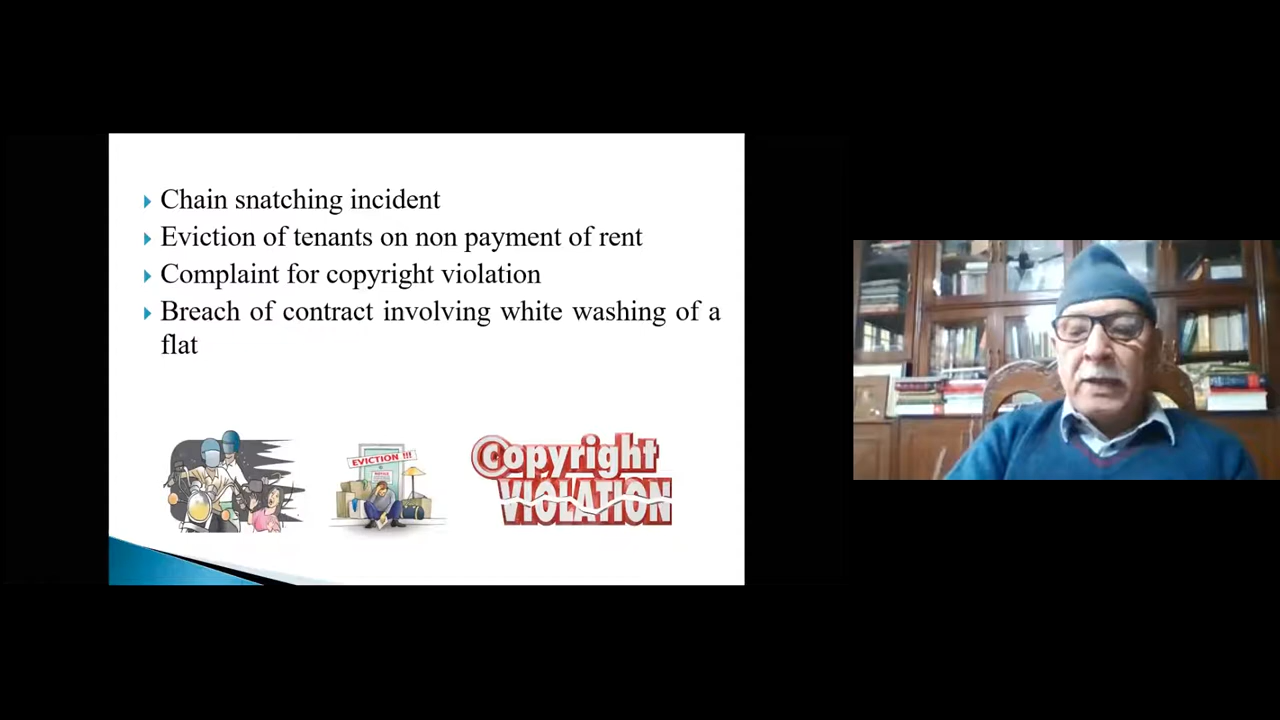 Chain snatching incident
Eviction of tenants on non payment of rent
Complaint for copyright violation
Breach of contract involving white washing of a
flat
EVICTION !!!
Copyright
VIOLATION